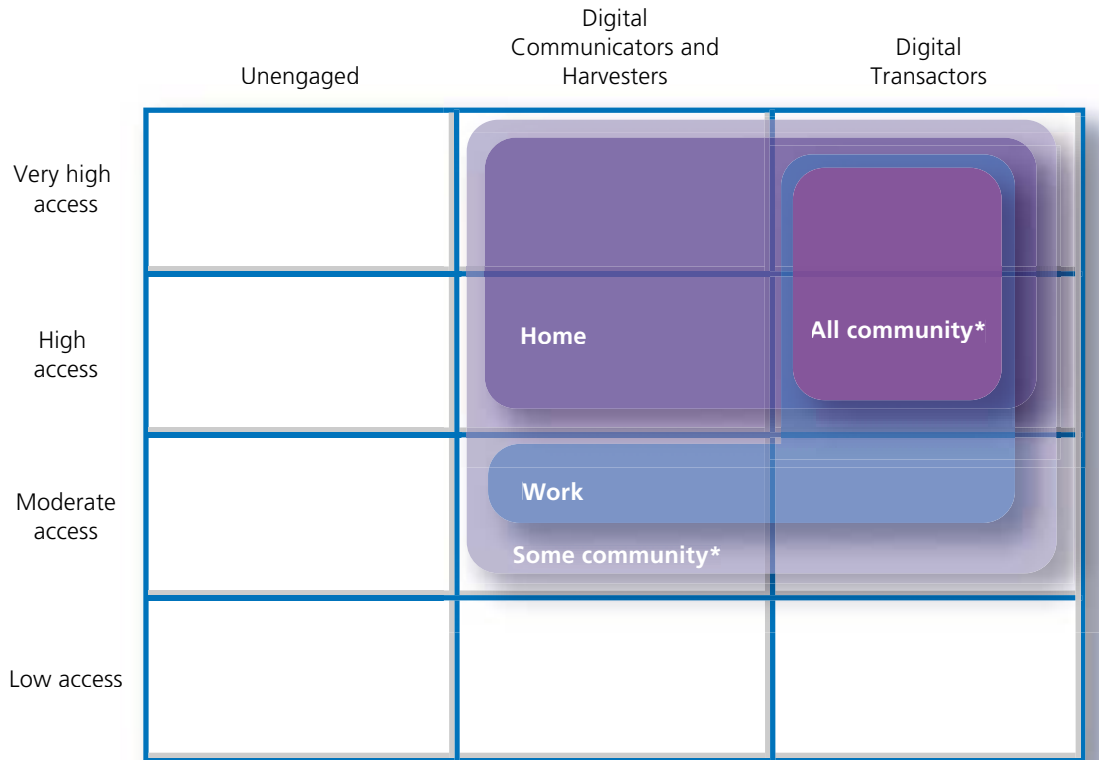 Unengaged
Digital
Communicators and
Harvesters
Digital
Transactors
Very high
access
High
access
Home
All community*
Moderate
access
Work
Some community*
Low access